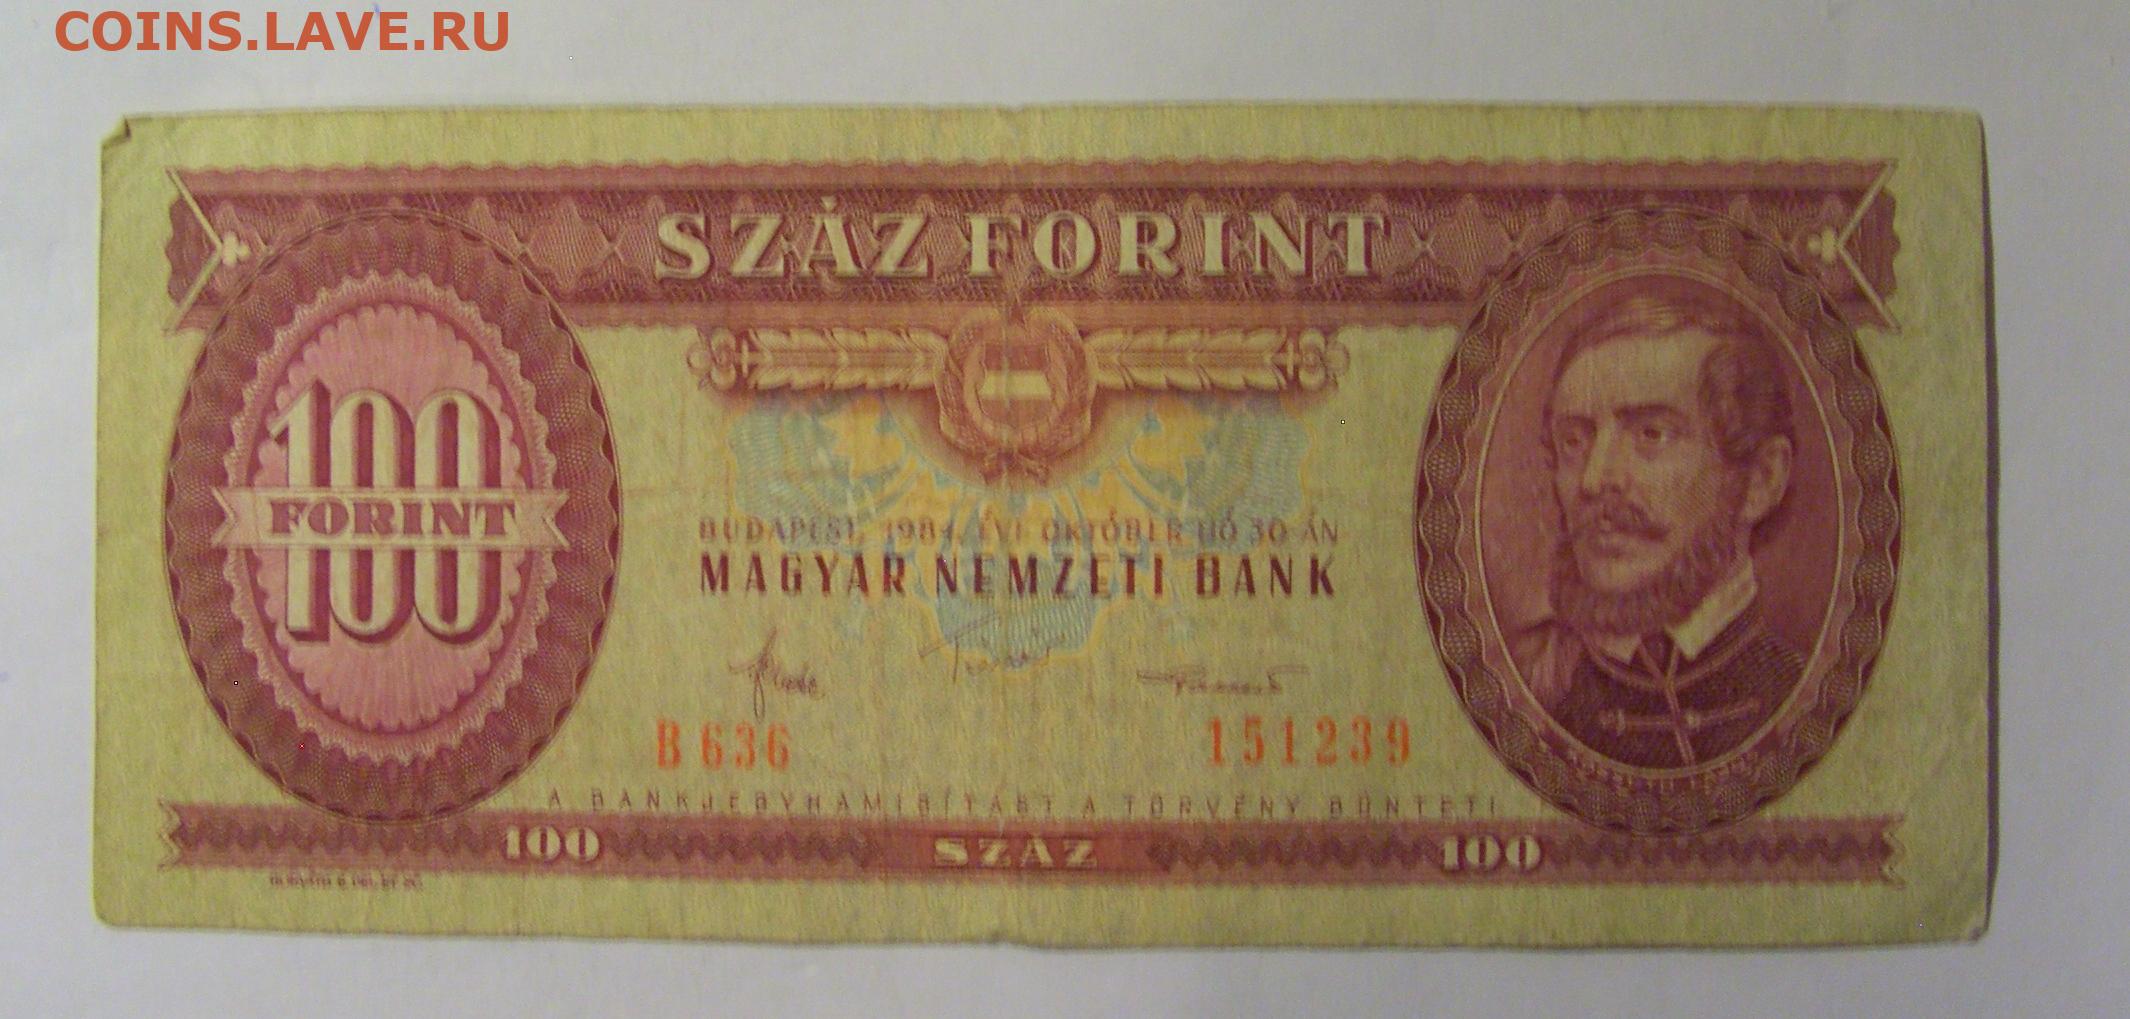 COINS.LAVE.RU
SZÁZ FORINT
100
FORINT
BUDAPEST, 1984. ÉVI OKTÓBER HÓ 30-ÁN
MAGYAR NEMZETI BANK
B 636
151239
A BANKJEGYHAMISÍTÁST A TÖRVÉNY BÜNTETI
100 SZÁZ 100